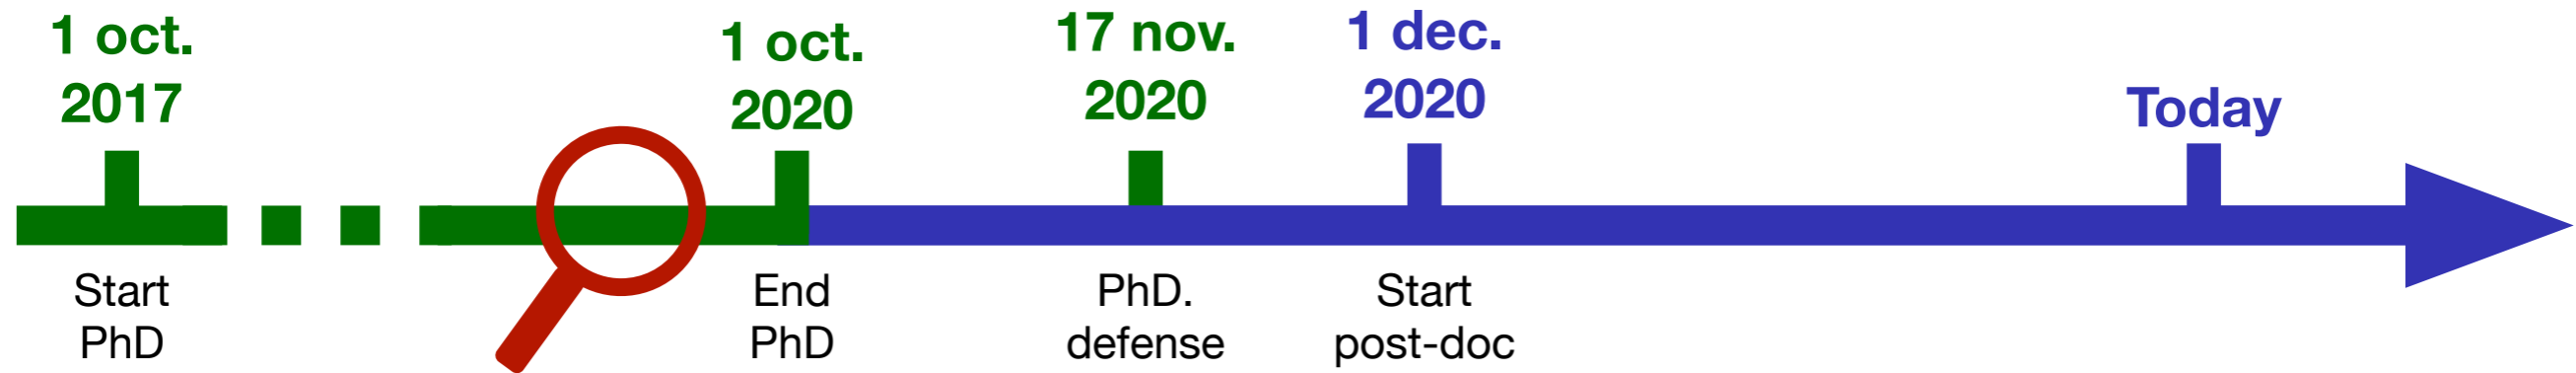 1 oct.
2017
1 oct.
2020
17 nov.
2020
1 dec.
2020
Today
Start
PhD
End
PhD
PhD.
defense
Start
post-doc